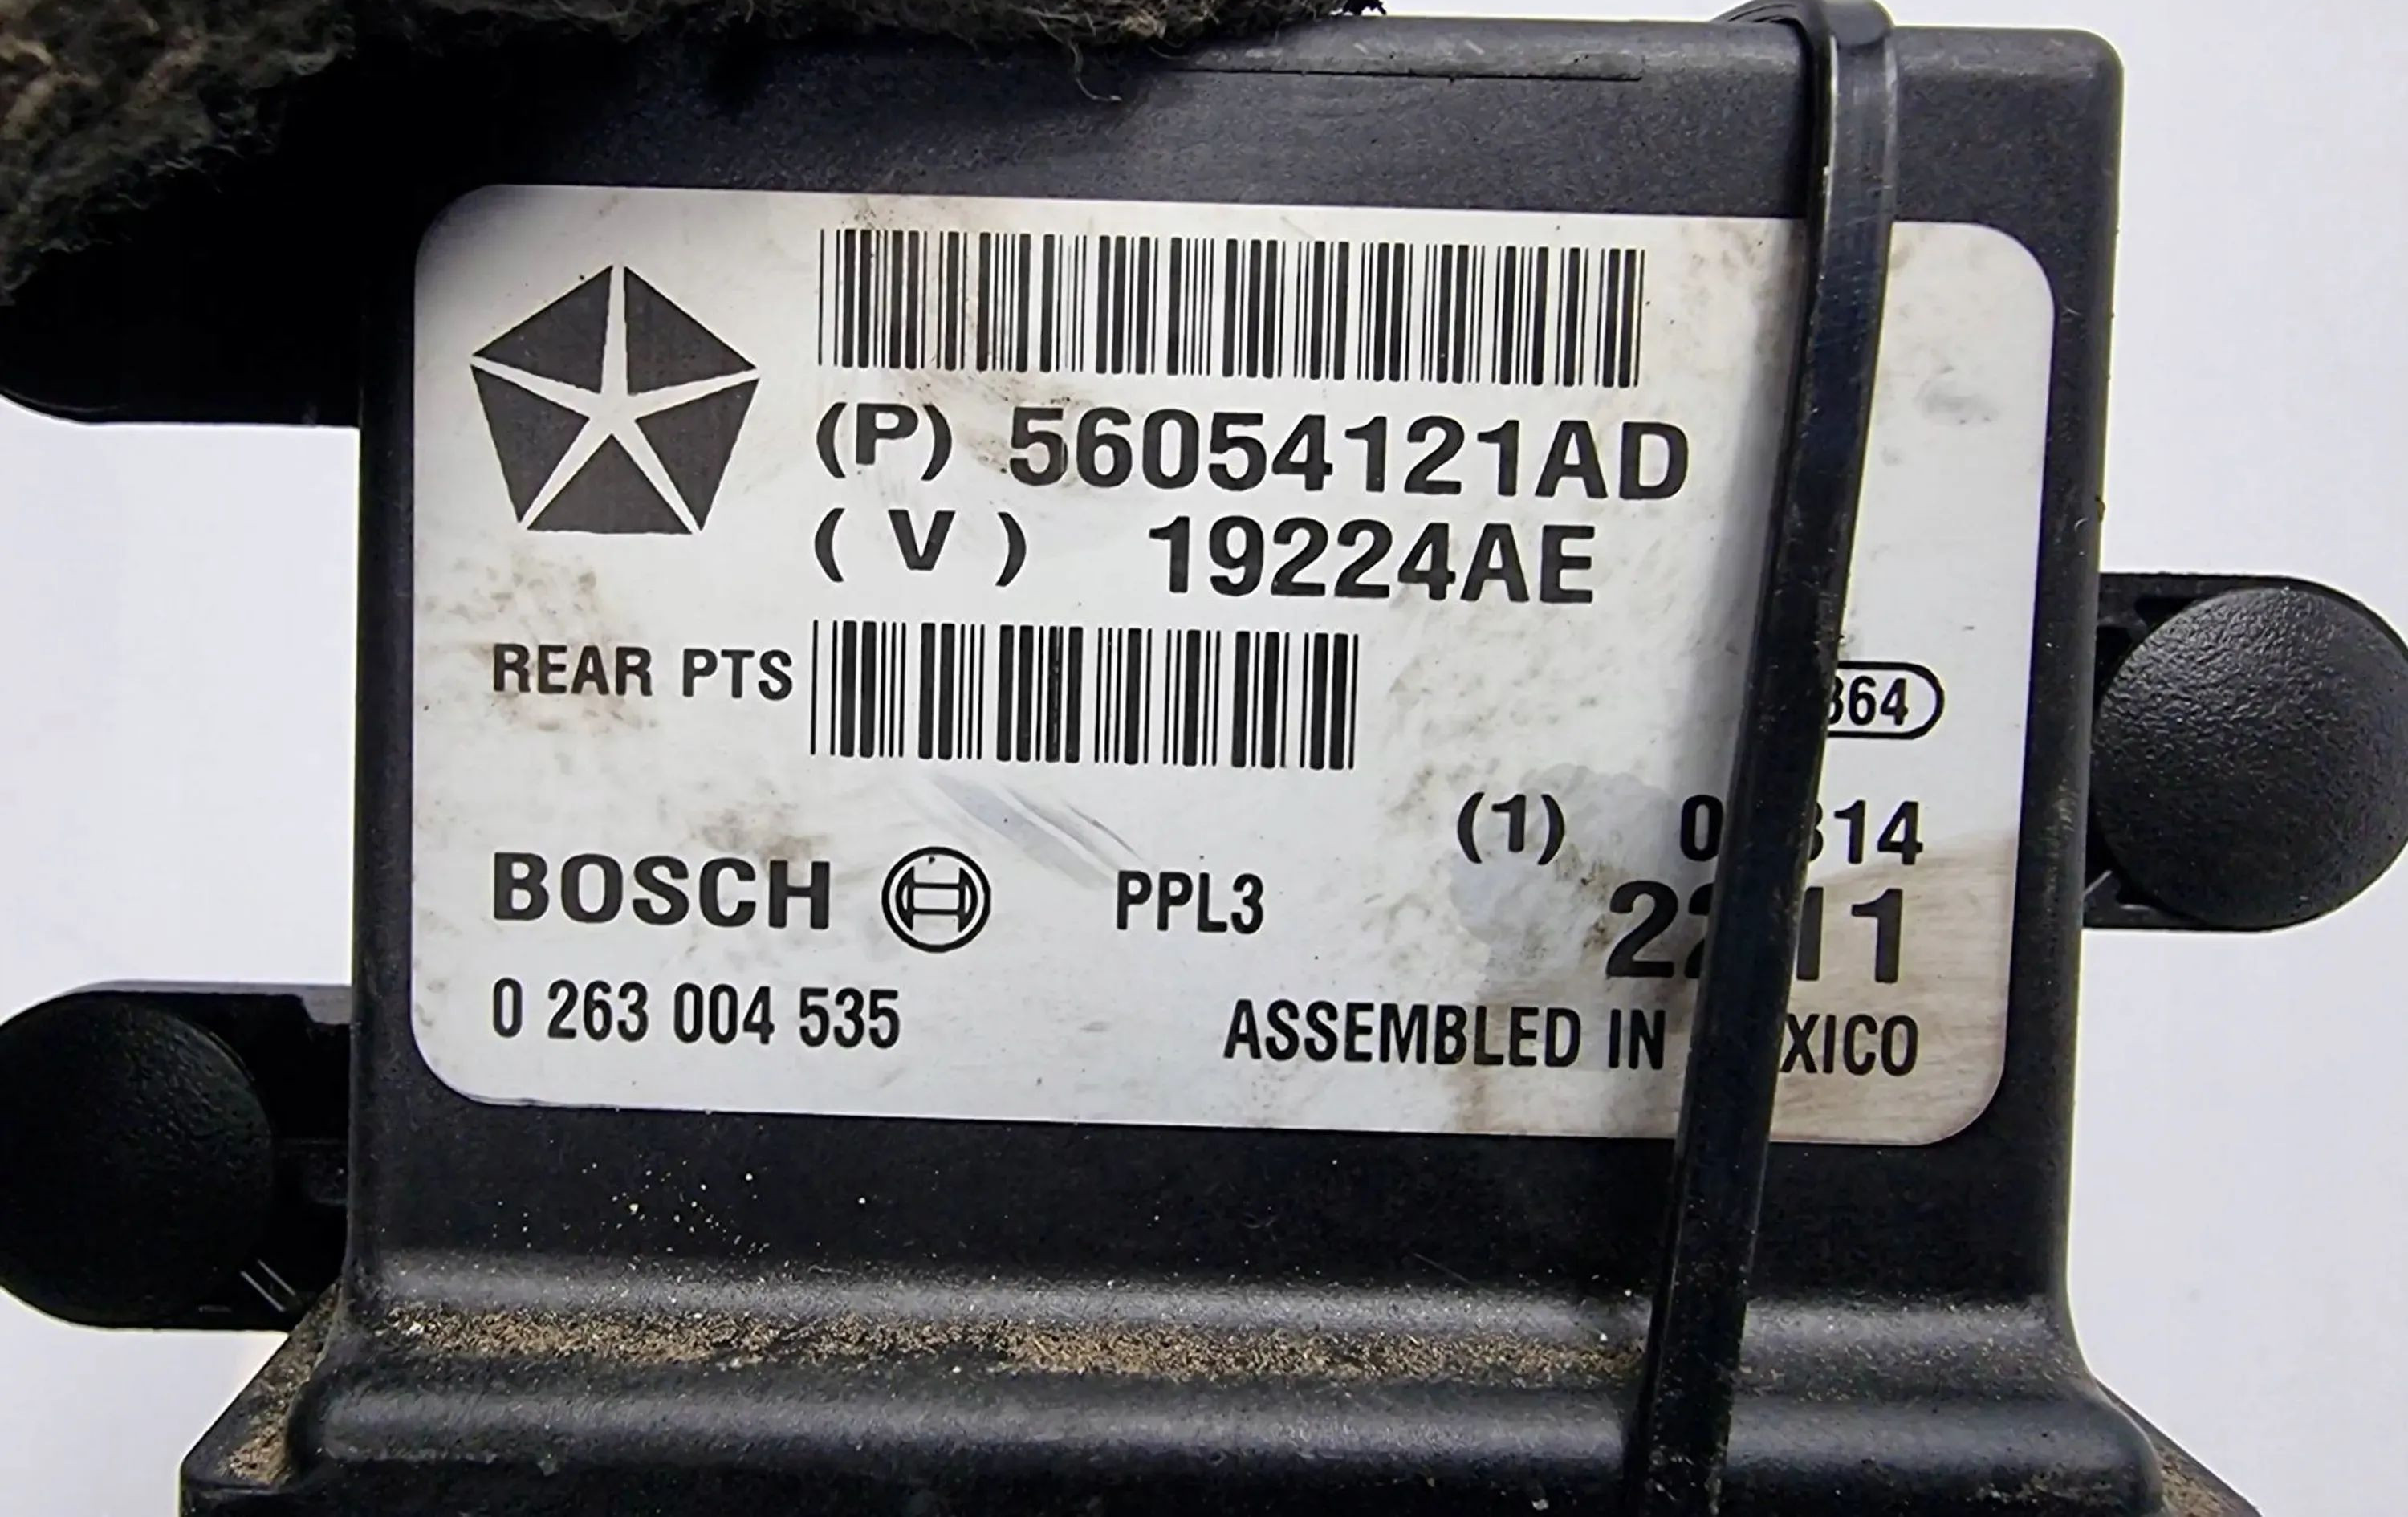 (P) 56054121AD
(V) 19224AE
REAR PTS
(1)
BOSCH PPL3
0 263 004 535
ASSEMBLED IN